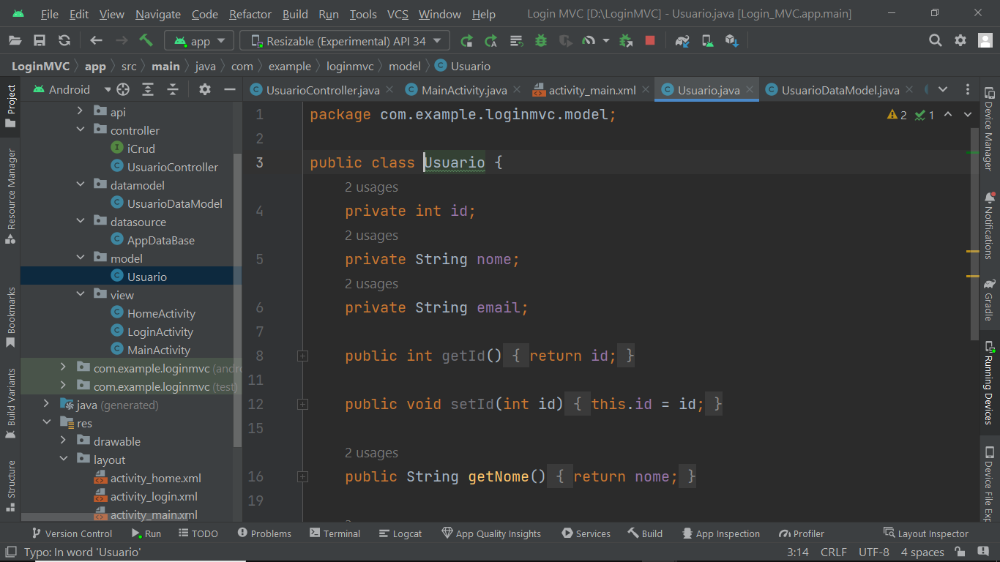 File Edit View Navigate Code Refactor Build Run Tools VCS Window Help Login MVC [D:\LoginMVC] - Usuario.java [Login_MVC.app.main]
app Resizable (Experimental) API 34
LoginMVC app src main java com example loginmvc model Usuario
Android
UsuarioController.java MainActivity.java activity_main.xml Usuario.java UsuarioDataModel.java
Project
Resource Manager
Bookmarks
Build Variants
Structure
api
controller
iCrud
UsuarioController
datamodel
UsuarioDataModel
datasource
AppDataBase
model
Usuario
view
HomeActivity
LoginActivity
MainActivity
com.example.loginmvc (andro
com.example.loginmvc (test)
java (generated)
res
drawable
layout
activity_home.xml
activity_login.xml
activity_main.xml
1 package com.example.loginmvc.model;
2 1
2
3 public class Usuario {
2 usages
4 private int id;
2 usages
5 private String nome;
2 usages
6 private String email;
7
8 public int getId() { return id; }
11
12 public void setId(int id) { this.id = id; }
15
2 usages
16 public String getNome() { return nome; }
19
Device Manager
Notifications
Gradle
Running Devices
Device File Exp
Version Control Run TODO Problems Terminal Logcat App Quality Insights Services Build App Inspection Profiler Layout Inspector
Typo: In word 'Usuario' 3:14 CRLF UTF-8 4 spaces